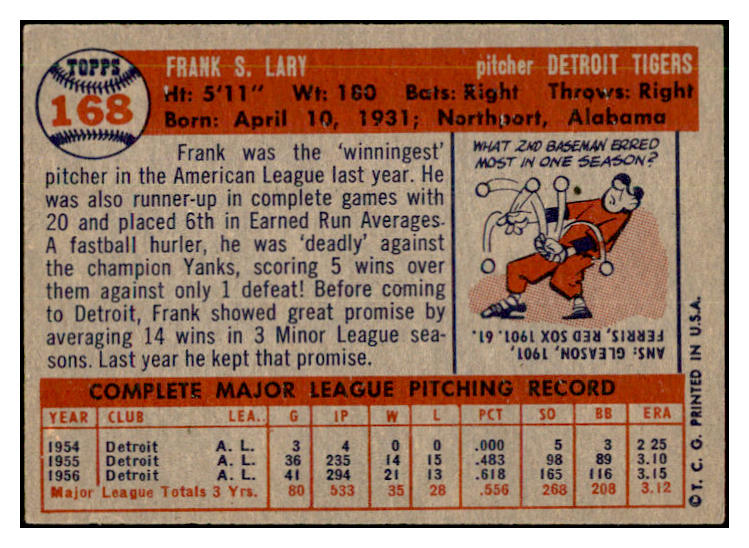 TOPPS
168
FRANK S. LARY pitcher DETROIT TIGERS
Ht: 5'11" Wt: 180 Bats: Right Throws: Right
Born: April 10, 1931; Northport, Alabama
Frank was the 'winningest'
pitcher in the American League last year. He
was also runner-up in complete games with
20 and placed 6th in Earned Run Averages.
A fastball hurler, he was 'deadly' against
the champion Yanks, scoring 5 wins over
them against only 1 defeat! Before coming
to Detroit, Frank showed great promise by
averaging 14 wins in 3 Minor League sea-
sons. Last year he kept that promise.
WHAT 2ND BASEMAN ERRED
MOST IN ONE SEASON?
ANS: GLEASON, 1901,
FERRIS, RED SOX 1901. 61.
COMPLETE MAJOR LEAGUE PITCHING RECORD
YEAR CLUB LEA. G IP W L PCT SO BB ERA
1954 Detroit A. L. 3 4 0 0 .000 5 3 2 25
1955 Detroit A. L. 36 235 14 15 .483 98 89 3.10
1956 Detroit A. L. 41 294 21 13 .618 165 116 3.15
Major League Totals 3 Yrs. 80 533 35 28 .556 268 208 3.12
© T. C. G. PRINTED IN U.S.A.